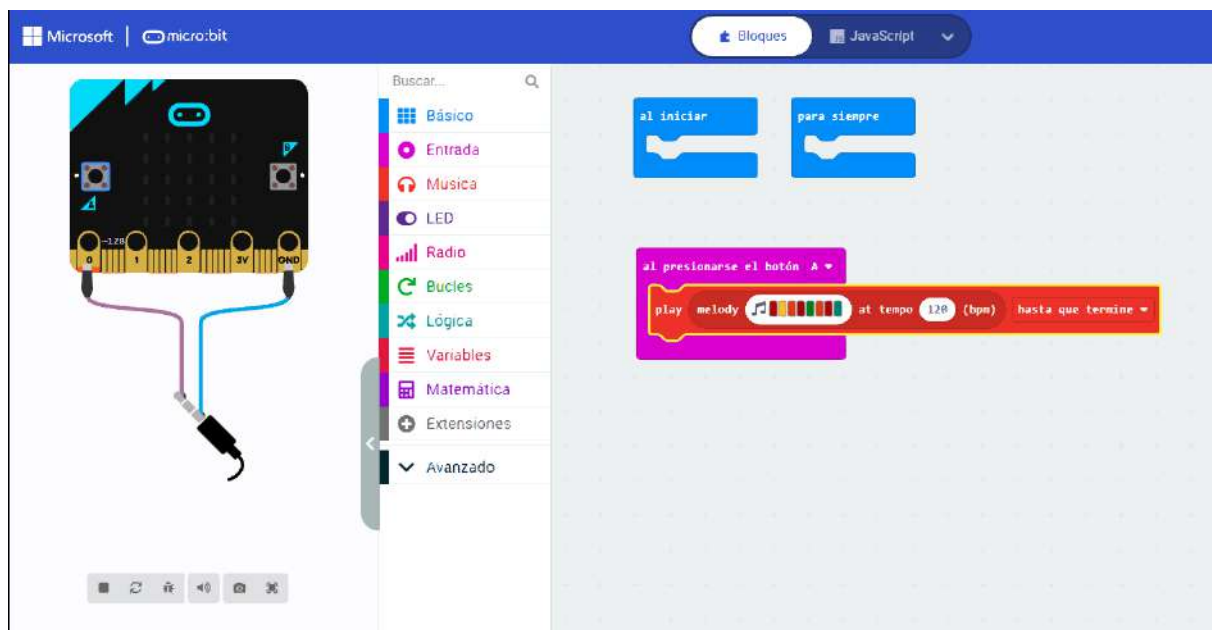 Microsoft | micro:bit
Bloques
JavaScript
Buscar...
Básico
Entrada
Musica
LED
Radio
Bucles
Lógica
Variables
Matemática
Extensiones
Avanzado
A
B
~128
0 1 2 3V GND
al iniciar
para siempre
al presionarse el botón A
play melody at tempo 120 (bpm) hasta que termine